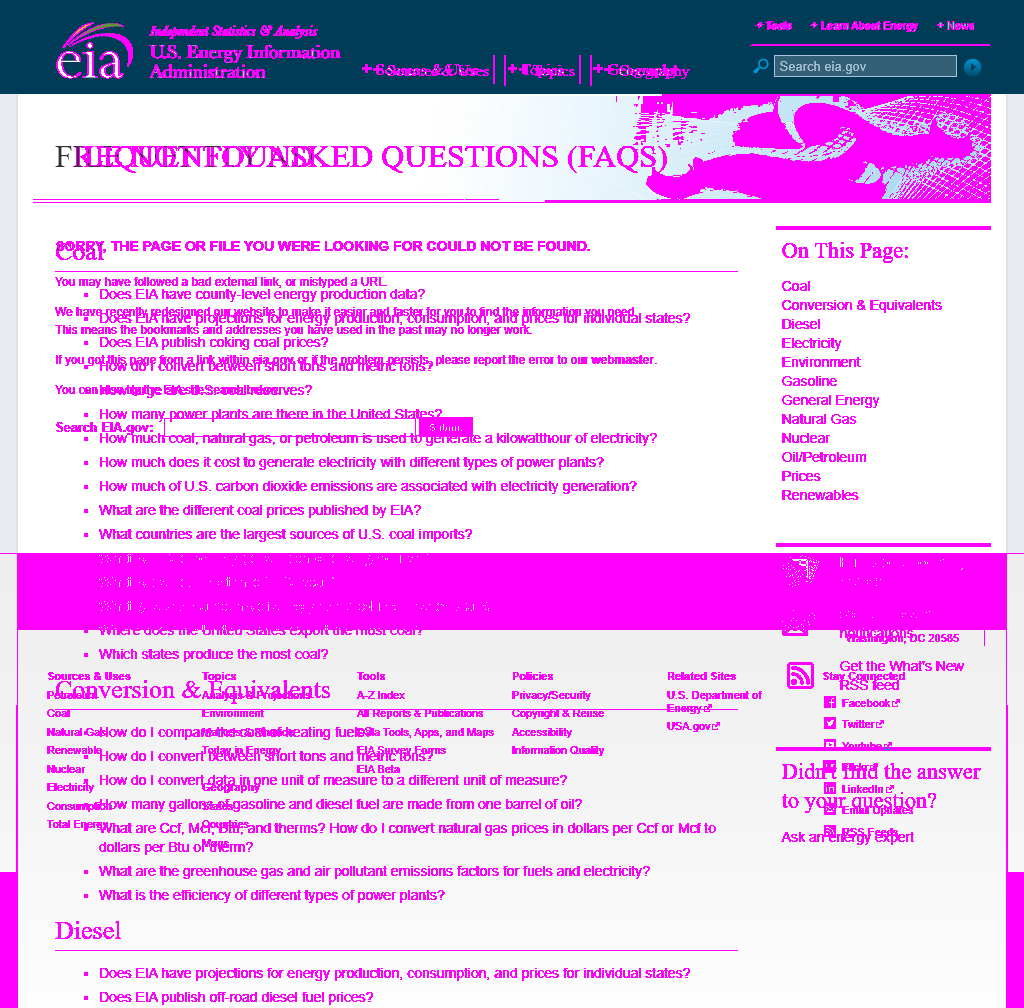 Independent Statistics & Analysis
U.S. Energy Information
Administration
+ Tools + Learn About Energy + News
Search eia.gov
FREQUENTLY ASKED QUESTIONS (FAQS)
SORRY, THE PAGE OR FILE YOU WERE LOOKING FOR COULD NOT BE FOUND.
Coal
You may have followed a bad external link, or mistyped a URL.
Does EIA have county-level energy production data?
We have recently redesigned our website to make it easier and faster for you to find the information you need.
Does EIA have projections for energy production, consumption, and prices for individual states?
This means the bookmarks and addresses you have used in the past may no longer work.
Does EIA publish coking coal prices?
If you got this page from a link within eia.gov or if the problem persists, please report the error to our webmaster.
How do I convert between short tons and metric tons?
How large are U.S. coal reserves?
How many power plants are there in the United States?
Search EIA.gov: Submit
How much coal, natural gas, or petroleum is used to generate a kilowatthour of electricity?
How much does it cost to generate electricity with different types of power plants?
How much of U.S. carbon dioxide emissions are associated with electricity generation?
What are the different coal prices published by EIA?
What countries are the largest sources of U.S. coal imports?
Where does the United States export the most coal?
Which states produce the most coal?
Conversion & Equivalents
How do I compare the cost of heating fuels?
How do I convert between short tons and metric tons?
How do I convert data in one unit of measure to a different unit of measure?
How many gallons of gasoline and diesel fuel are made from one barrel of oil?
What are Ccf, Mcf, Btu, and therms? How do I convert natural gas prices in dollars per Ccf or Mcf to
dollars per Btu or therm?
What are the greenhouse gas and air pollutant emissions factors for fuels and electricity?
What is the efficiency of different types of power plants?
Diesel
Does EIA have projections for energy production, consumption, and prices for individual states?
Does EIA publish off-road diesel fuel prices?
On This Page:
Coal
Conversion & Equivalents
Diesel
Electricity
Environment
Gasoline
General Energy
Natural Gas
Nuclear
Oil/Petroleum
Prices
Renewables
notifications
Washington, DC 20585
Get the What's New
RSS feed
Didn't find the answer
to your question?
Ask an energy expert
Sources & Uses
Petroleum
Coal
Natural Gas
Renewable
Nuclear
Electricity
Consumption
Total Energy
Topics
Analysis & Projections
Environment
Today in Energy
Geography
States
Countries
Maps
Tools
A-Z Index
All Reports & Publications
Data Tools, Apps, and Maps
EIA Survey Forms
EIA Beta
Policies
Privacy/Security
Copyright & Reuse
Accessibility
Information Quality
Related Sites
U.S. Department of
Energy
USA.gov
Stay Connected
Facebook
Twitter
Youtube
Flickr
LinkedIn
Email Updates
RSS Feeds